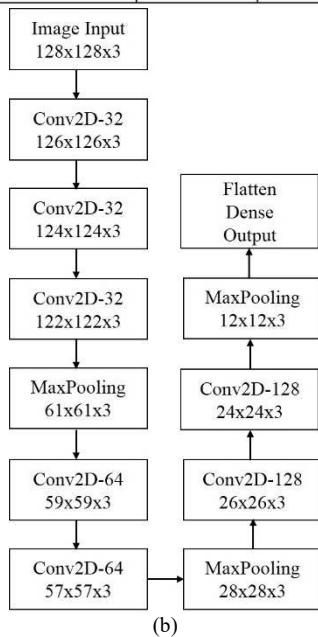 Image Input
128x128x3
Conv2D-32
126x126x3
Conv2D-32
124x124x3
Conv2D-32
122x122x3
MaxPooling
61x61x3
Conv2D-64
59x59x3
Conv2D-64
57x57x3
MaxPooling
28x28x3
Conv2D-128
26x26x3
Conv2D-128
24x24x3
MaxPooling
12x12x3
Flatten
Dense
Output
(b)